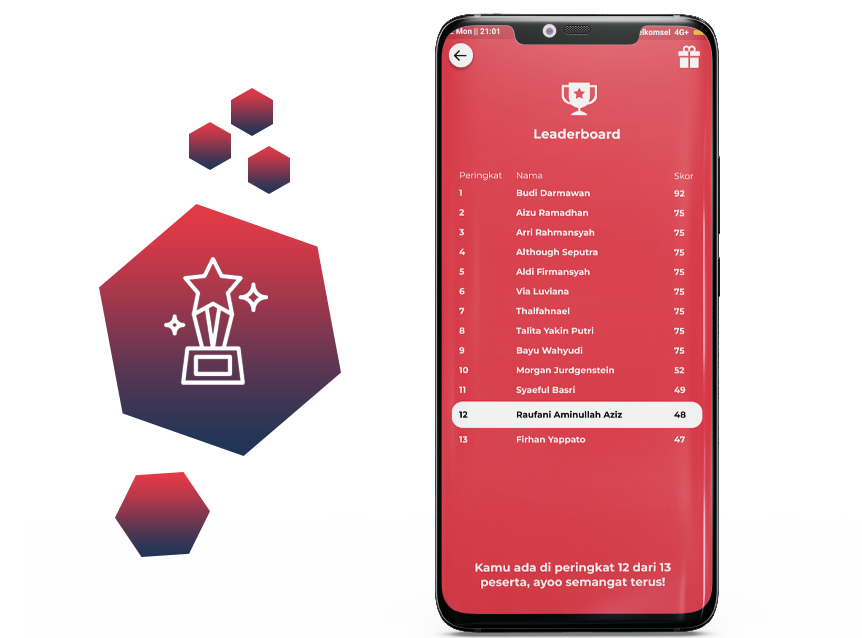 Mon || 21:01
elkomsel 4G+
Leaderboard
Peringkat Nama Skor
1 Budi Darmawan 92
2 Aizu Ramadhan 75
3 Arri Rahmansyah 75
4 Although Seputra 75
5 Aldi Firmansyah 75
6 Via Luviana 75
7 Thalfahnael 75
8 Talita Yakin Putri 75
9 Bayu Wahyudi 75
10 Morgan Jurdgenstein 52
11 Syaeful Basri 49
12 Raufani Aminullah Aziz 48
13 Firhan Yappato 47
Kamu ada di peringkat 12 dari 13
peserta, ayoo semangat terus!